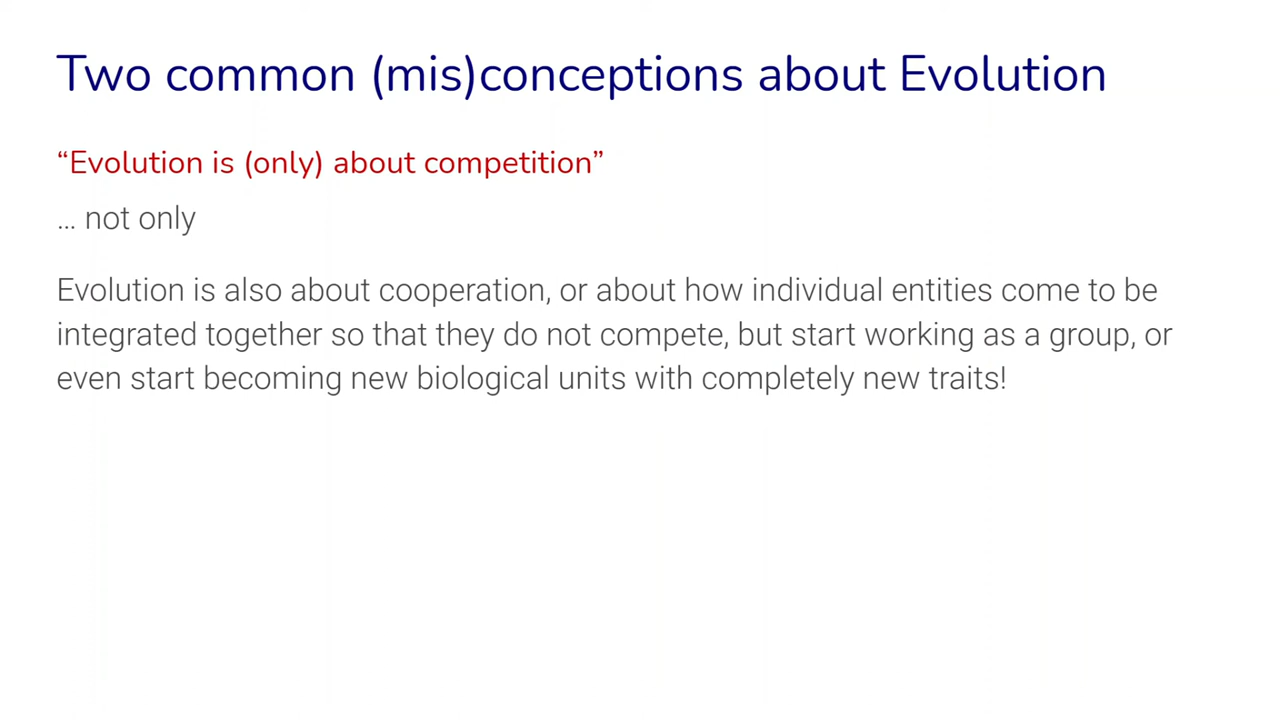 Two common (mis)conceptions about Evolution
“Evolution is (only) about competition”
... not only
Evolution is also about cooperation, or about how individual entities come to be
integrated together so that they do not compete, but start working as a group, or
even start becoming new biological units with completely new traits!